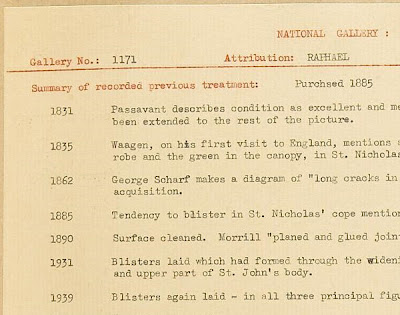 NATIONAL GALLERY :
Gallery No.: 1171 Attribution: RAPHAEL
Summary of recorded previous treatment: Purchsed 1885
1831 Passavant describes condition as excellent and me
been extended to the rest of the picture.
1835 Waagen, on his first visit to England, mentions a
robe and the green in the canopy, in St. Nicholas
1862 George Scharf makes a diagram of "long cracks in
acquisition.
1885 Tendency to blister in St. Nicholas' cope mention
1890 Surface cleaned. Morrill "planed and glued join
1931 Blisters laid which had formed through the wideni
and upper part of St. John's body.
1939 Blisters again laid - in all three principal figu